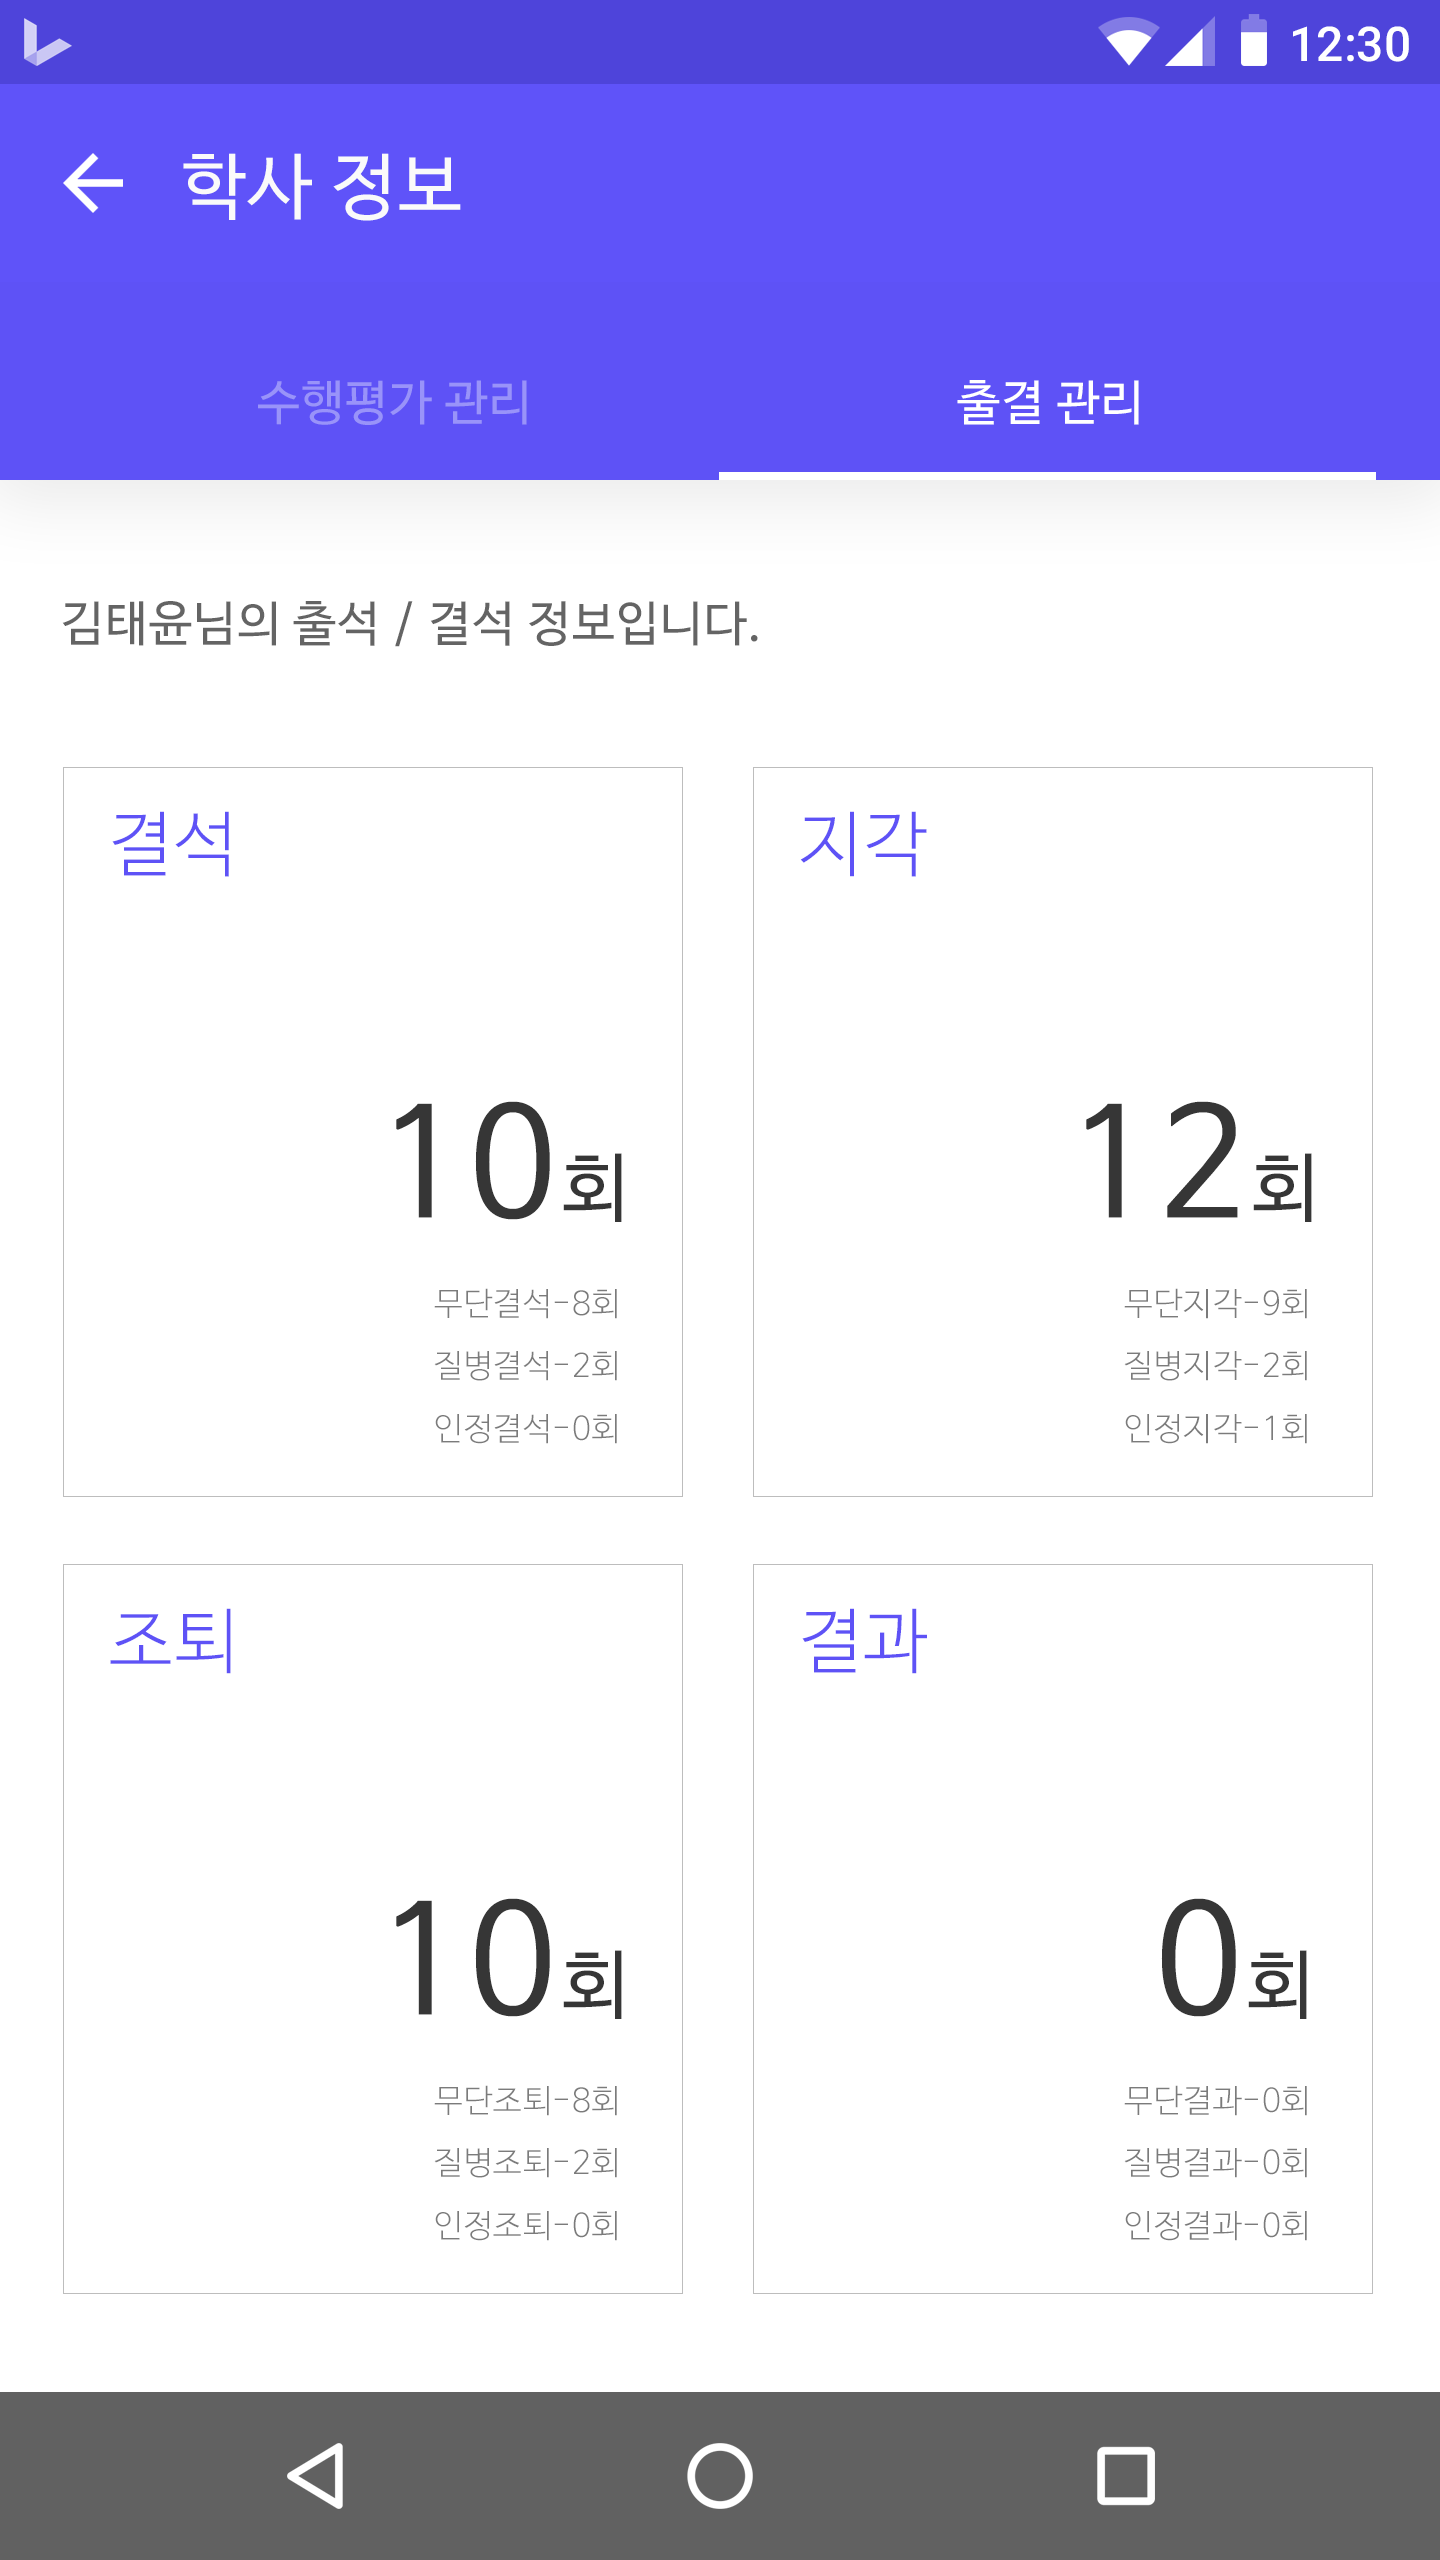 12:30
학사 정보
수행평가 관리
출결 관리
김태윤님의 출석 / 결석 정보입니다.
결석
10회
무단결석-8회
질병결석-2회
인정결석-0회
지각
12회
무단지각-9회
질병지각-2회
인정지각-1회
조퇴
10회
무단조퇴-8회
질병조퇴-2회
인정조퇴-0회
결과
0회
무단결과-0회
질병결과-0회
인정결과-0회